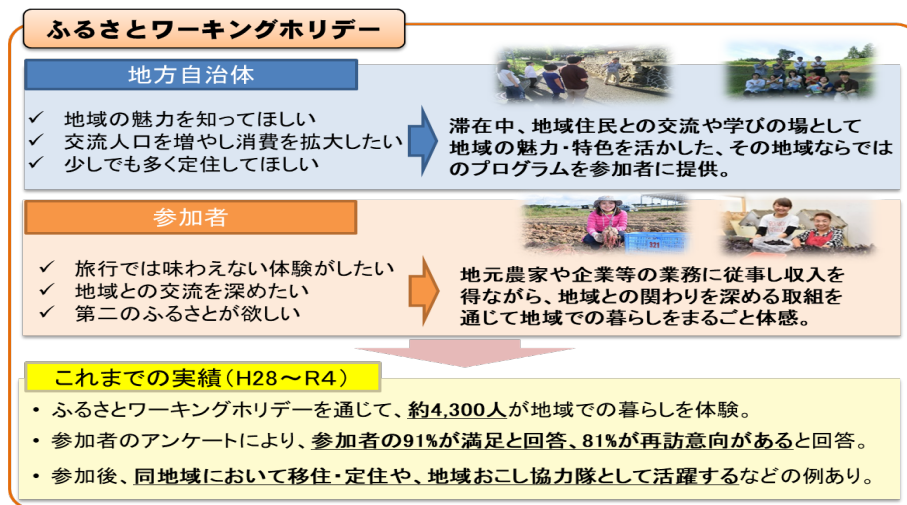 ふるさとワーキングホリデー
地方自治体
✓ 地域の魅力を知ってほしい
✓ 交流人口を増やし消費を拡大したい
✓ 少しでも多く定住してほしい
滞在中、地域住民との交流や学びの場として
地域の魅力・特色を活かした、その地域ならでは
のプログラムを参加者に提供。
参加者
✓ 旅行では味わえない体験がしたい
✓ 地域との交流を深めたい
✓ 第二のふるさとが欲しい
地元農家や企業等の業務に従事し収入を
得ながら、地域との関わりを深める取組を
通じて地域での暮らしをまるごと体感。
これまでの実績(H28～R4)
• ふるさとワーキングホリデーを通じて、約4,300人が地域での暮らしを体験。
• 参加者のアンケートにより、参加者の91%が満足と回答、81%が再訪意向があると回答。
• 参加後、同地域において移住・定住や、地域おこし協力隊として活躍するなどの例あり。